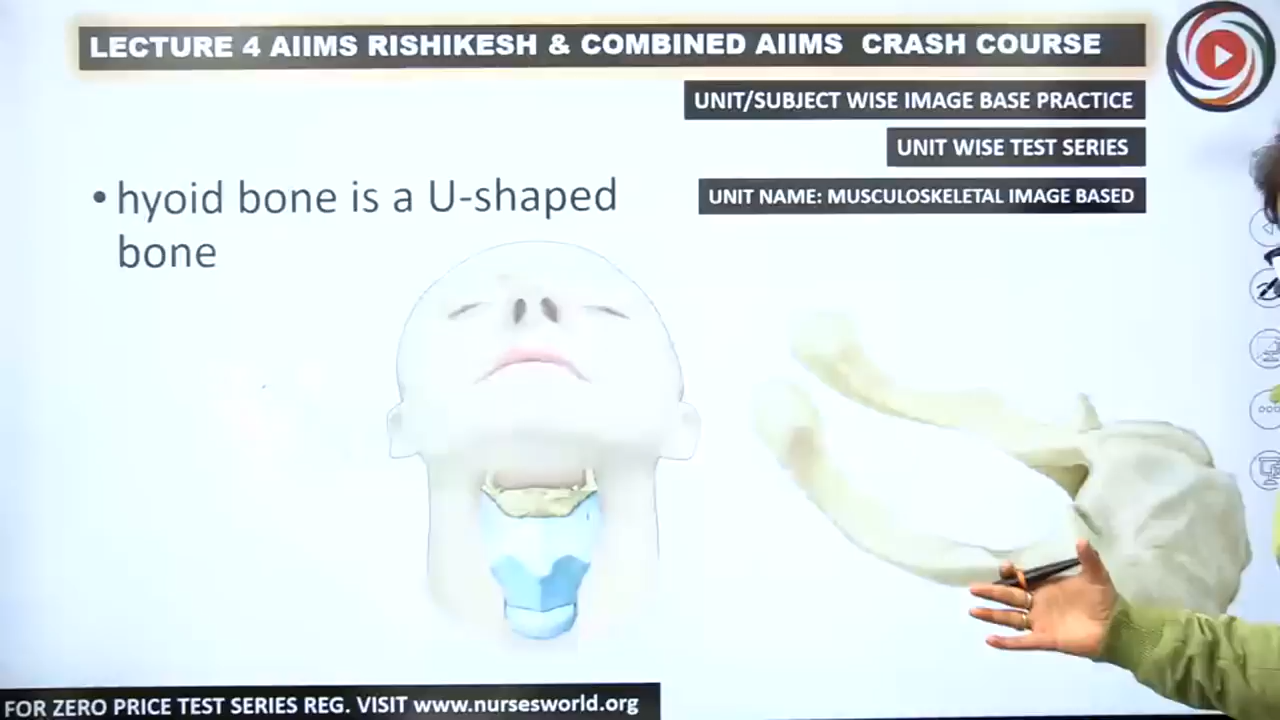 LECTURE 4 AIIMS RISHIKESH & COMBINED AIIMS CRASH COURSE
UNIT/SUBJECT WISE IMAGE BASE PRACTICE
UNIT WISE TEST SERIES
UNIT NAME: MUSCULOSKELETAL IMAGE BASED
• hyoid bone is a U-shaped
bone
FOR ZERO PRICE TEST SERIES REG. VISIT www.nursesworld.org